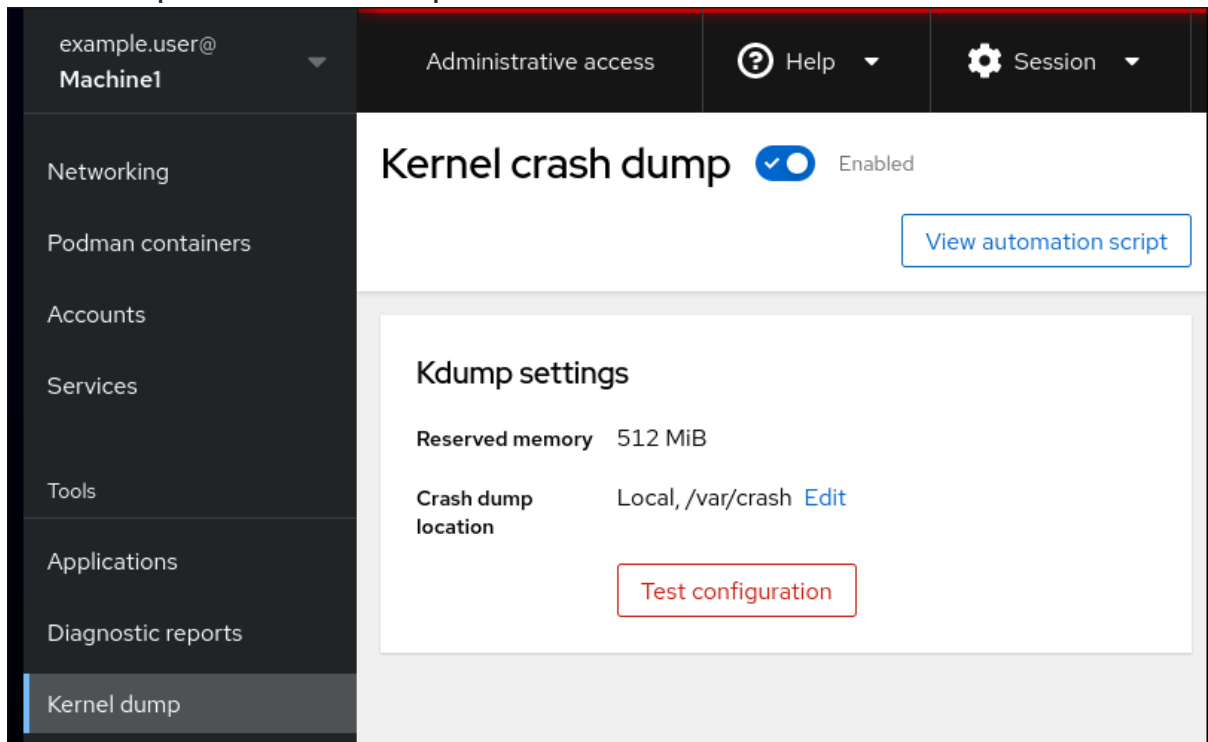 example.user@
Machine1
Administrative access
Help
Session
Networking
Podman containers
Accounts
Services
Tools
Applications
Diagnostic reports
Kernel dump
Kernel crash dump
Enabled
View automation script
Kdump settings
Reserved memory 512 MiB
Crash dump location Local, /var/crash Edit
Test configuration